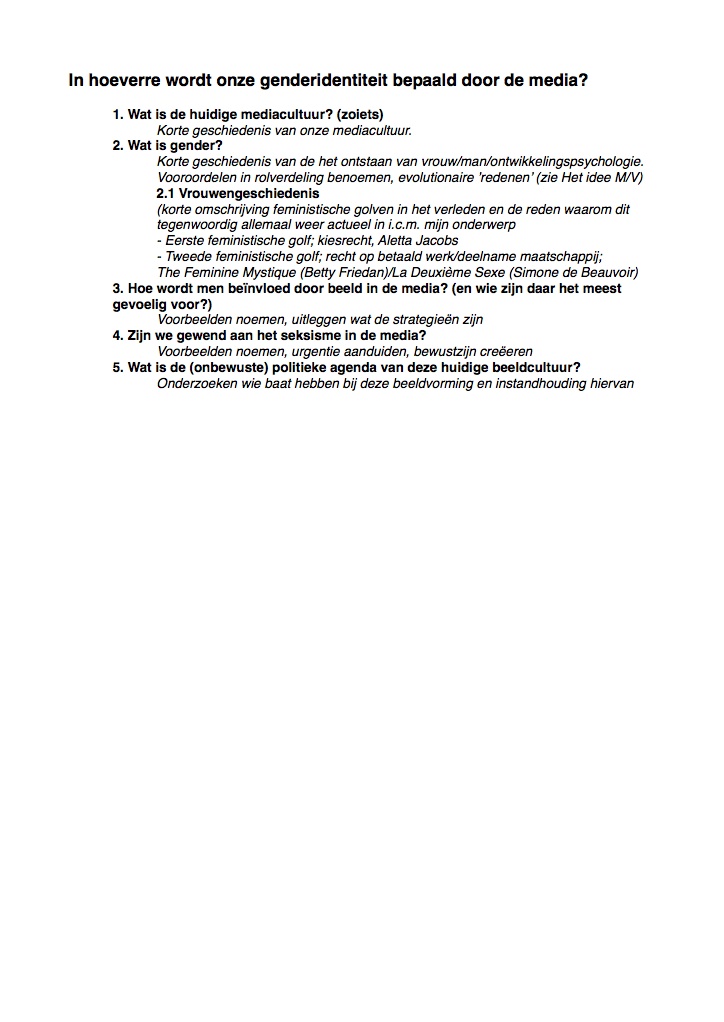 In hoeverre wordt onze genderidentiteit bepaald door de media?
1. Wat is de huidige mediacultuur? (zoiets)
Korte geschiedenis van onze mediacultuur.
2. Wat is gender?
Korte geschiedenis van de het ontstaan van vrouw/man/ontwikkelingspsychologie.
Vooroordelen in rolverdeling benoemen, evolutionaire 'redenen' (zie Het idee M/V)
2.1 Vrouwengeschiedenis
(korte omschrijving feministische golven in het verleden en de reden waarom dit
tegenwoordig allemaal weer actueel in i.c.m. mijn onderwerp
- Eerste feministische golf; kiesrecht, Aletta Jacobs
- Tweede feministische golf; recht op betaald werk/deelname maatschappij;
The Feminine Mystique (Betty Friedan)/La Deuxième Sexe (Simone de Beauvoir)
3. Hoe wordt men beïnvloed door beeld in de media? (en wie zijn daar het meest
gevoelig voor?)
Voorbeelden noemen, uitleggen wat de strategieën zijn
4. Zijn we gewend aan het seksisme in de media?
Voorbeelden noemen, urgentie aanduiden, bewustzijn creëeren
5. Wat is de (onbewuste) politieke agenda van deze huidige beeldcultuur?
Onderzoeken wie baat hebben bij deze beeldvorming en instandhouding hiervan